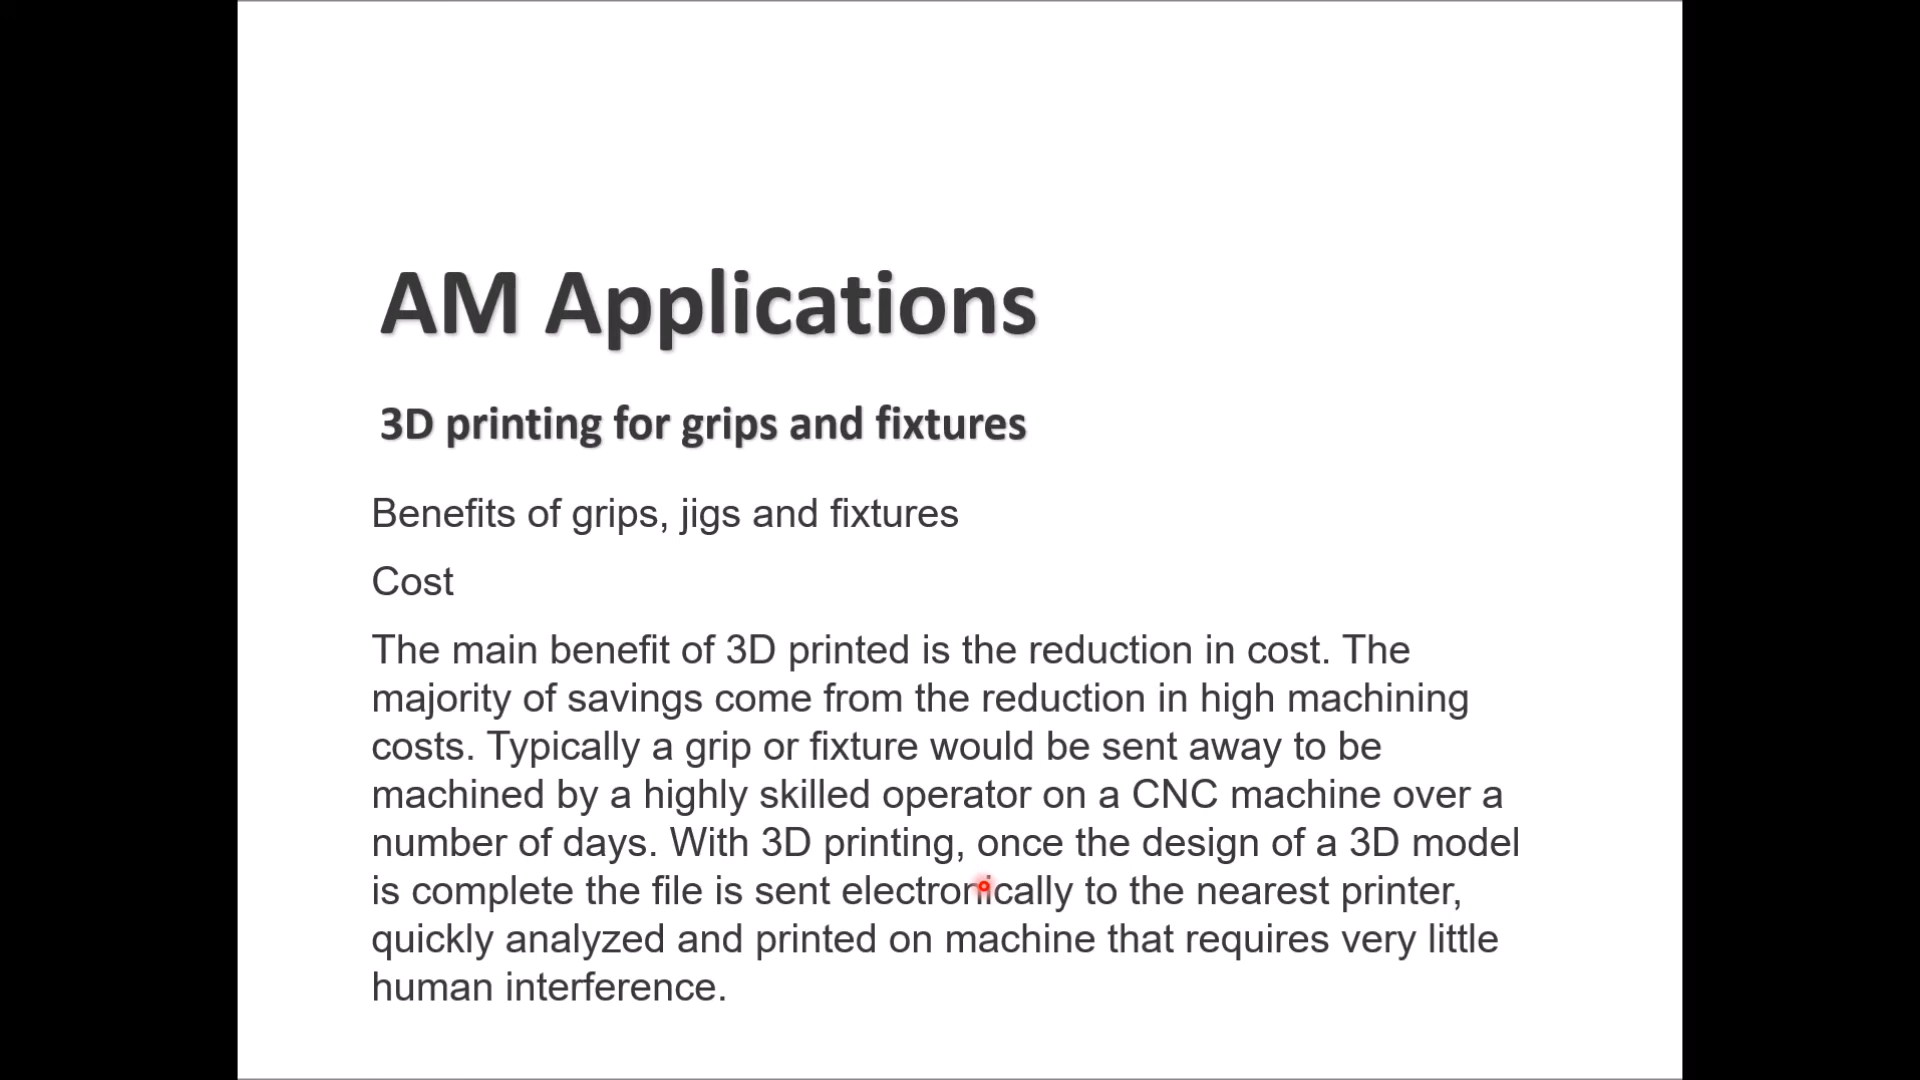 AM Applications
3D printing for grips and fixtures
Benefits of grips, jigs and fixtures
Cost
The main benefit of 3D printed is the reduction in cost. The
majority of savings come from the reduction in high machining
costs. Typically a grip or fixture would be sent away to be
machined by a highly skilled operator on a CNC machine over a
number of days. With 3D printing, once the design of a 3D model
is complete the file is sent electronically to the nearest printer,
quickly analyzed and printed on machine that requires very little
human interference.